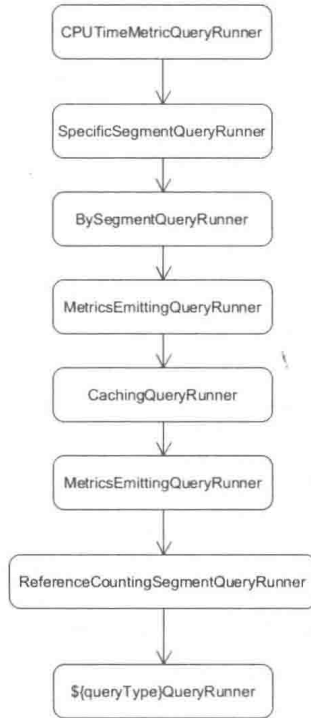 CPUTimeMetricQueryRunner
SpecificSegmentQueryRunner
BySegmentQueryRunner
MetricsEmittingQueryRunner
CachingQueryRunner
MetricsEmittingQueryRunner
ReferenceCountingSegmentQueryRunner
${queryType}QueryRunner